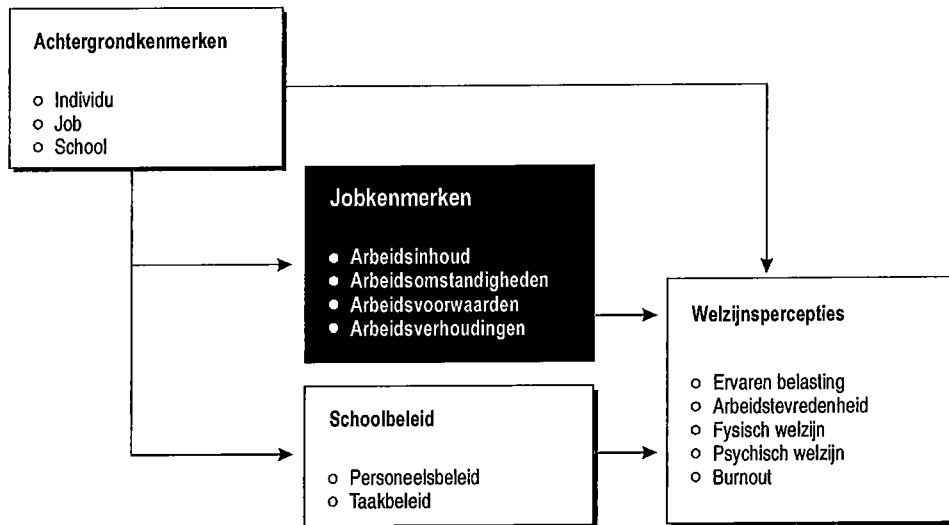 Achtergrondkenmerken
Individu
Job
School
Jobkenmerken
Arbeidsinhoud
Arbeidsomstandigheden
Arbeidsvoorwaarden
Arbeidsverhoudingen
Schoolbeleid
Personeelsbeleid
Taakbeleid
Welzijnspercepties
Ervaren belasting
Arbeidstevredenheid
Fysisch welzijn
Psychisch welzijn
Burnout